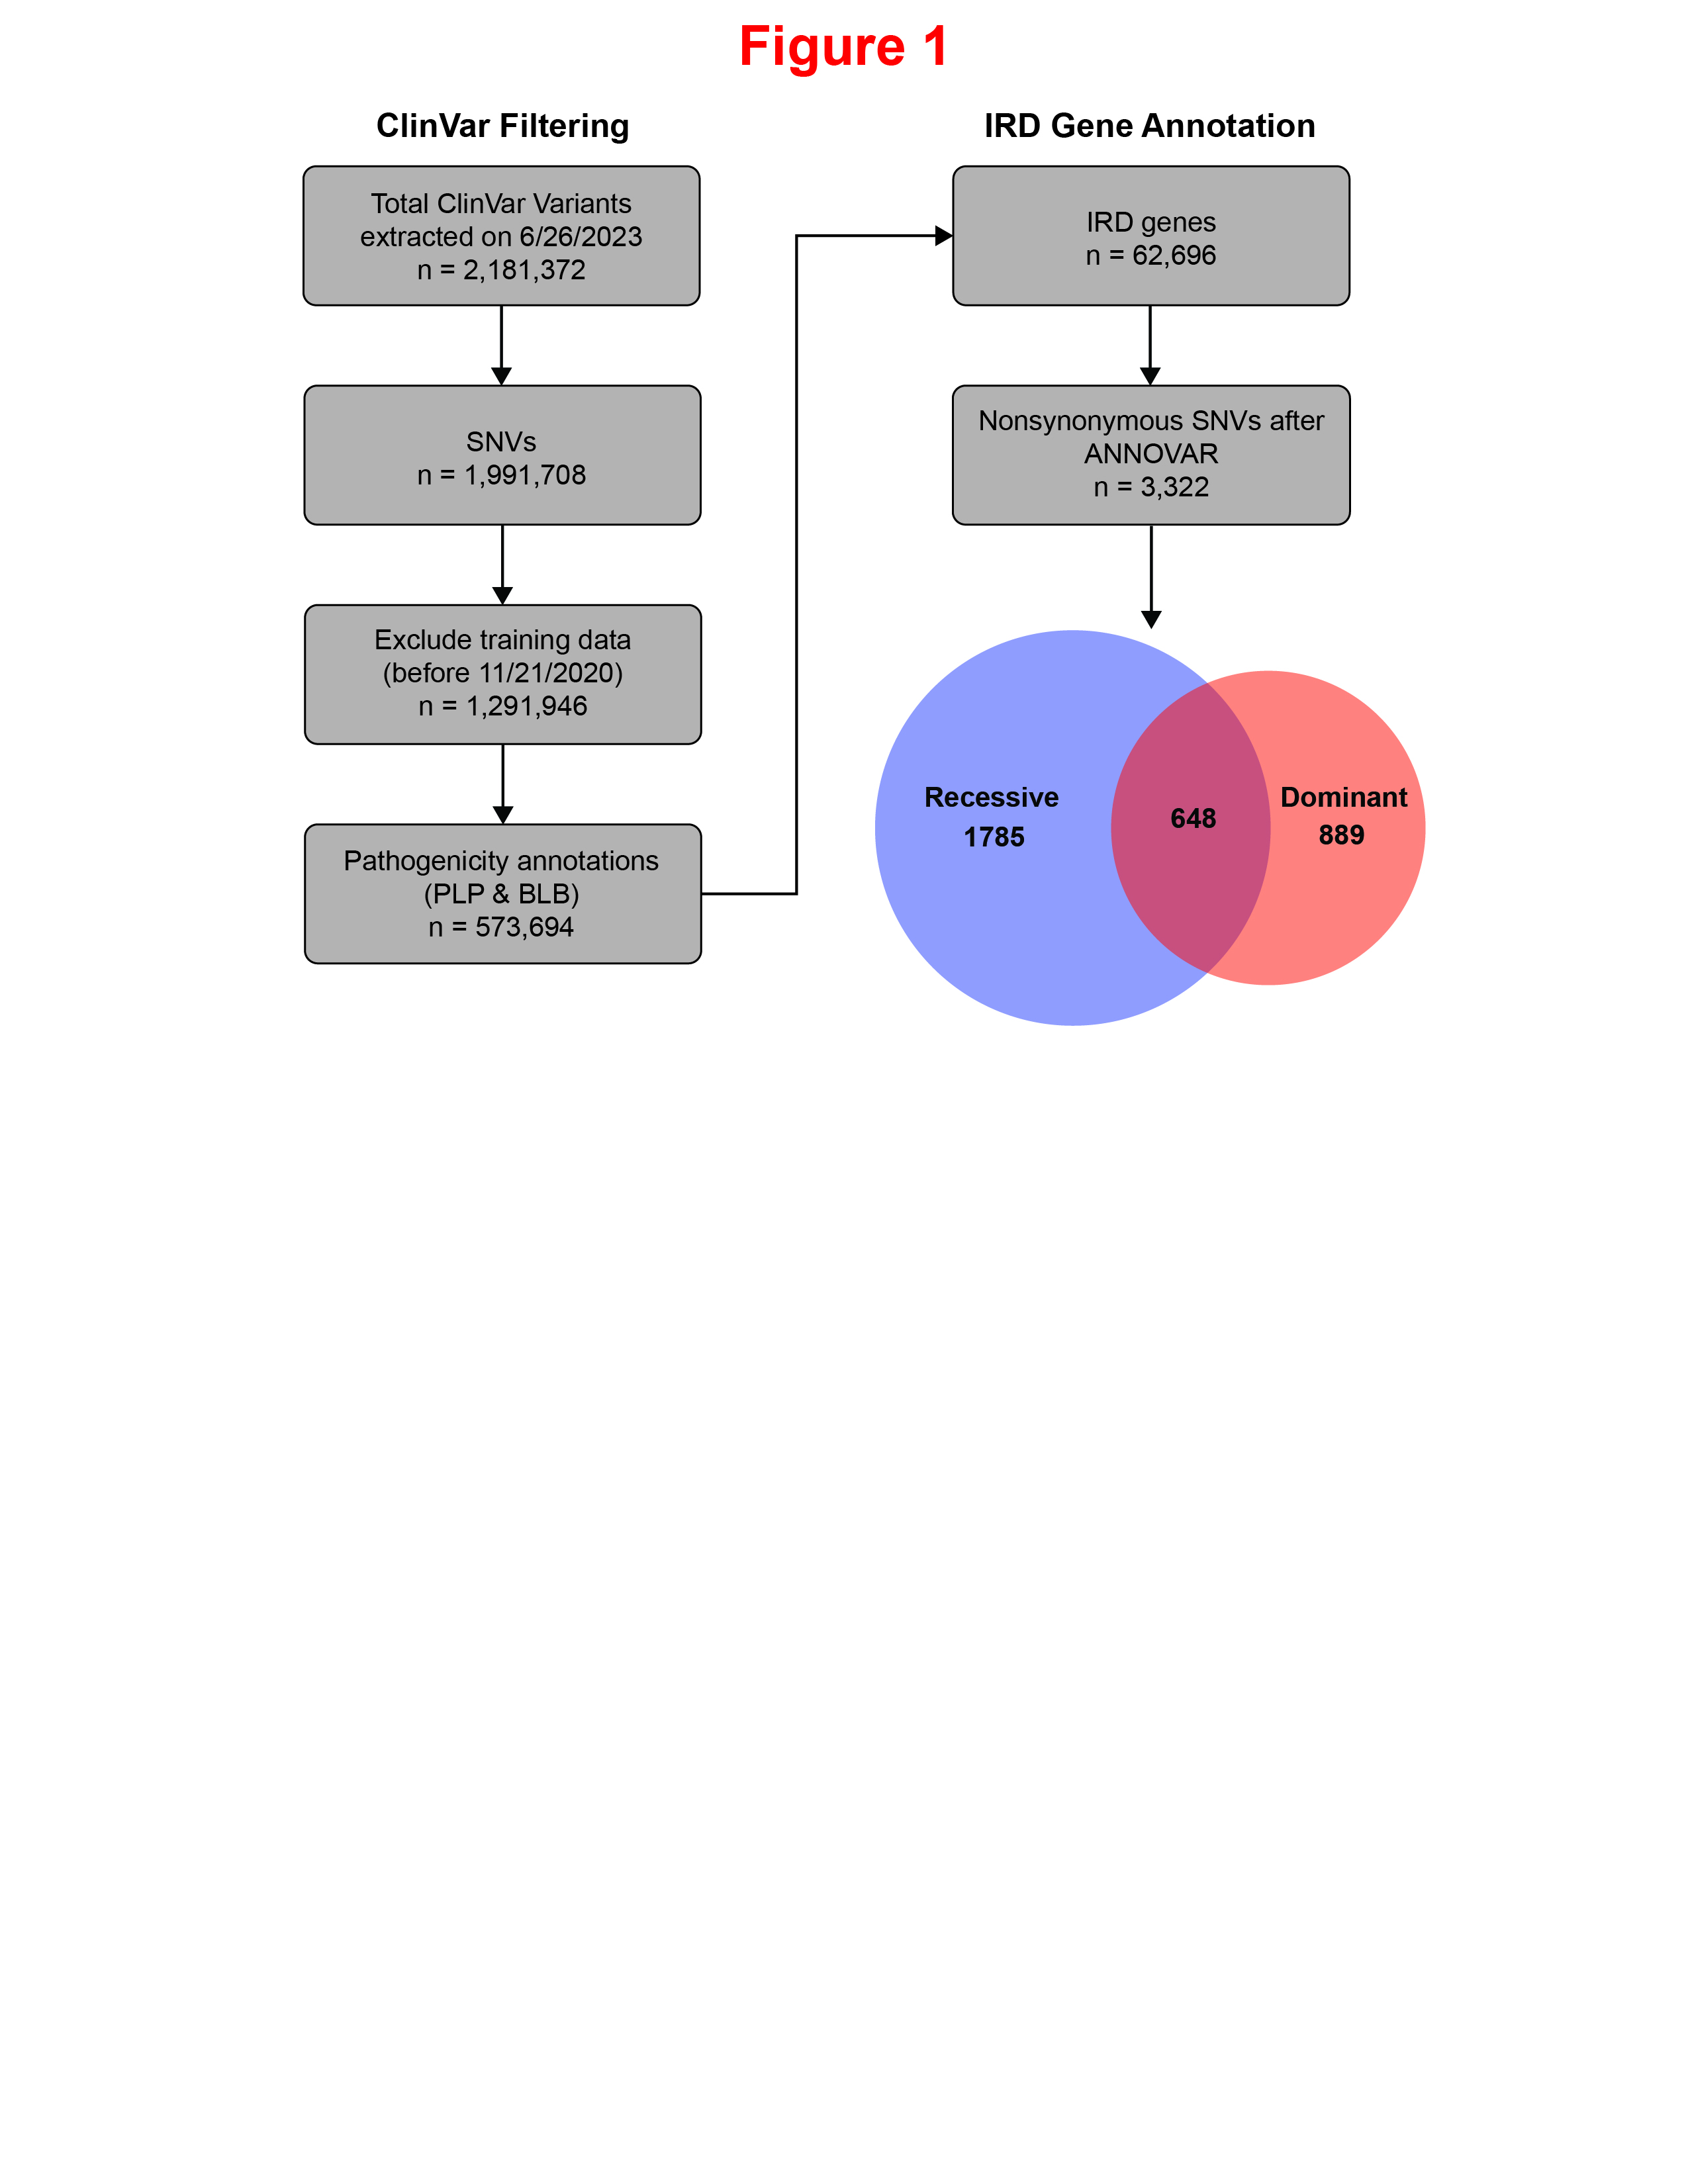 Figure 1
ClinVar Filtering
Total ClinVar Variants
extracted on 6/26/2023
n = 2,181,372
SNVs
n = 1,991,708
Exclude training data
(before 11/21/2020)
n = 1,291,946
Pathogenicity annotations
(PLP & BLB)
n = 573,694
IRD Gene Annotation
IRD genes
n = 62,696
Nonsynonymous SNVs after
ANNOVAR
n = 3,322
Recessive
1785
648
Dominant
889